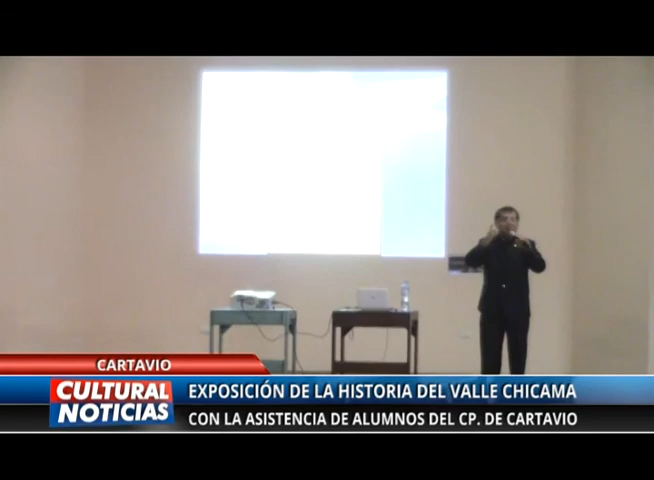 CARTAVIO
CULTURAL
NOTICIAS
EXPOSICIÓN DE LA HISTORIA DEL VALLE CHICAMA
CON LA ASISTENCIA DE ALUMNOS DEL CP. DE CARTAVIO